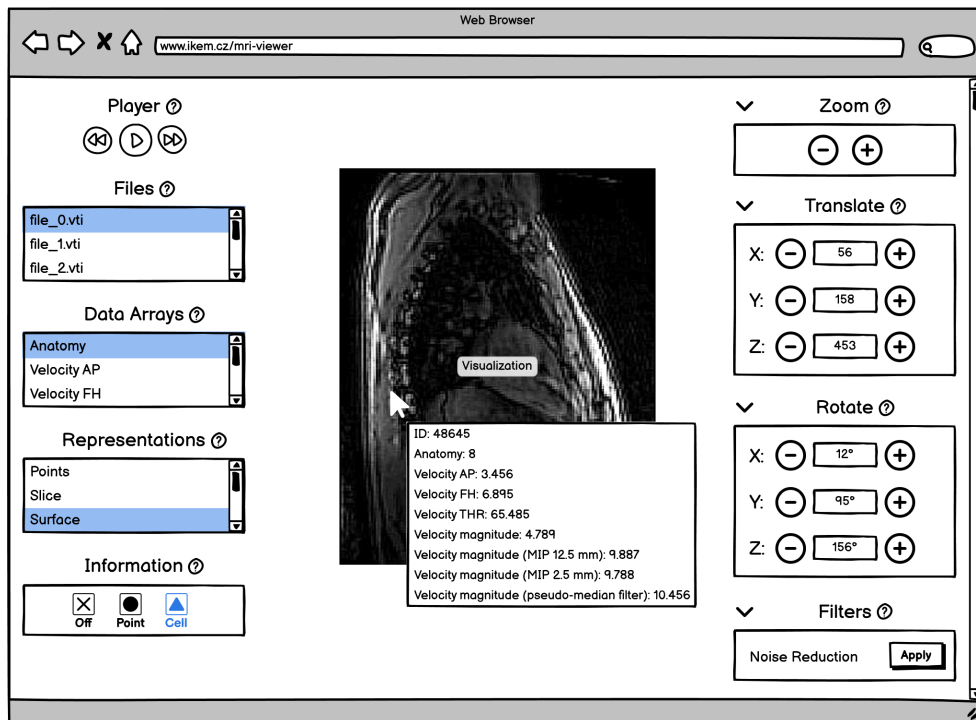 Web Browser
www.ikem.cz/mri-viewer
Player ?
Files ?
file_0.vti
file_1.vti
file_2.vti
Data Arrays ?
Anatomy
Velocity AP
Velocity FH
Representations ?
Points
Slice
Surface
Information ?
Off Point Cell
Visualization
ID: 48645
Anatomy: 8
Velocity AP: 3.456
Velocity FH: 6.895
Velocity THR: 65.485
Velocity magnitude: 4.789
Velocity magnitude (MIP 12.5 mm): 9.887
Velocity magnitude (MIP 2.5 mm): 9.788
Velocity magnitude (pseudo-median filter): 10.456
Zoom ?
Translate ?
X: 56
Y: 158
Z: 453
Rotate ?
X: 12°
Y: 95°
Z: 156°
Filters ?
Noise Reduction Apply